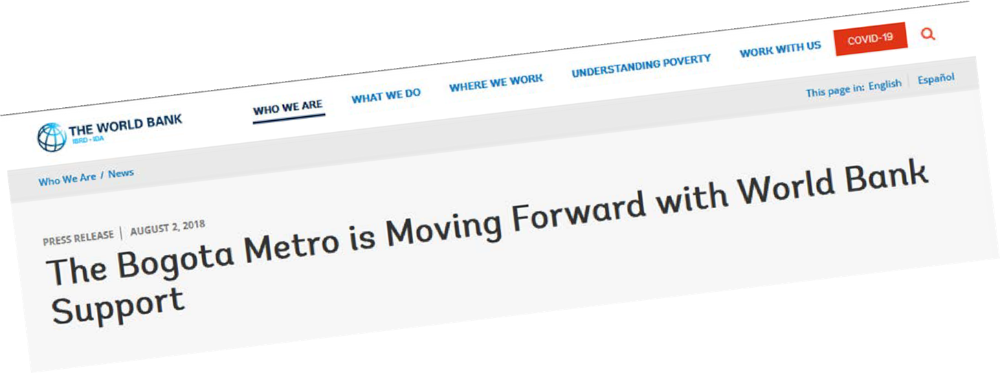 THE WORLD BANK
IBRD • IDA
WHO WE ARE
WHAT WE DO
WHERE WE WORK
UNDERSTANDING POVERTY
WORK WITH US
COVID-19
This page in: English | Español
Who We Are / News
PRESS RELEASE | AUGUST 2, 2018
The Bogota Metro is Moving Forward with World Bank
Support